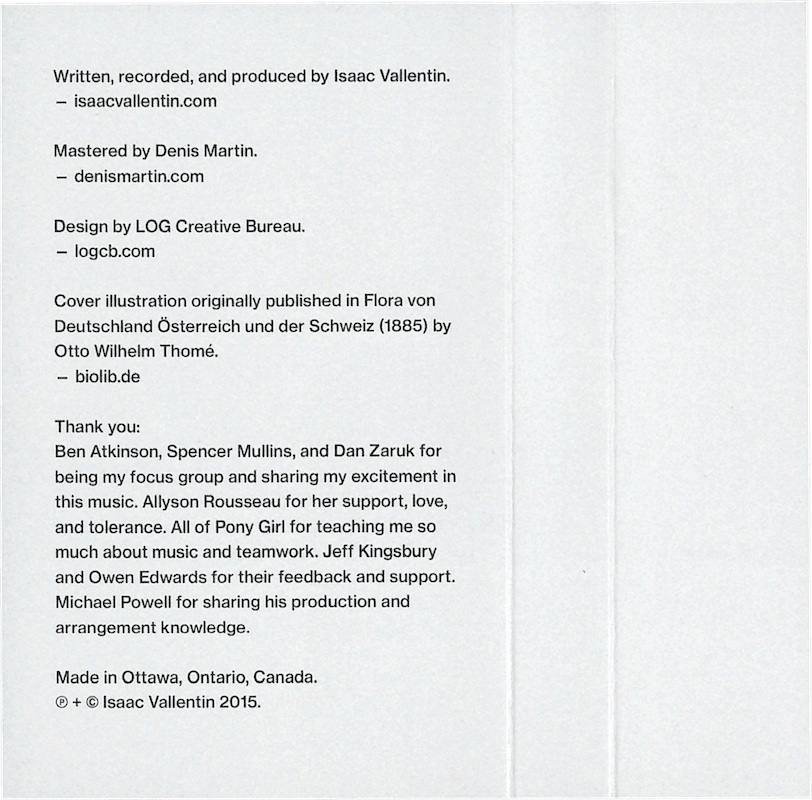 Written, recorded, and produced by Isaac Vallentin.
– isaacvallentin.com
Mastered by Denis Martin.
– denismartin.com
Design by LOG Creative Bureau.
– logcb.com
Cover illustration originally published in Flora von
Deutschland Österreich und der Schweiz (1885) by
Otto Wilhelm Thomé.
– biolib.de
Thank you:
Ben Atkinson, Spencer Mullins, and Dan Zaruk for
being my focus group and sharing my excitement in
this music. Allyson Rousseau for her support, love,
and tolerance. All of Pony Girl for teaching me so
much about music and teamwork. Jeff Kingsbury
and Owen Edwards for their feedback and support.
Michael Powell for sharing his production and
arrangement knowledge.
Made in Ottawa, Ontario, Canada.
℗ + © Isaac Vallentin 2015.